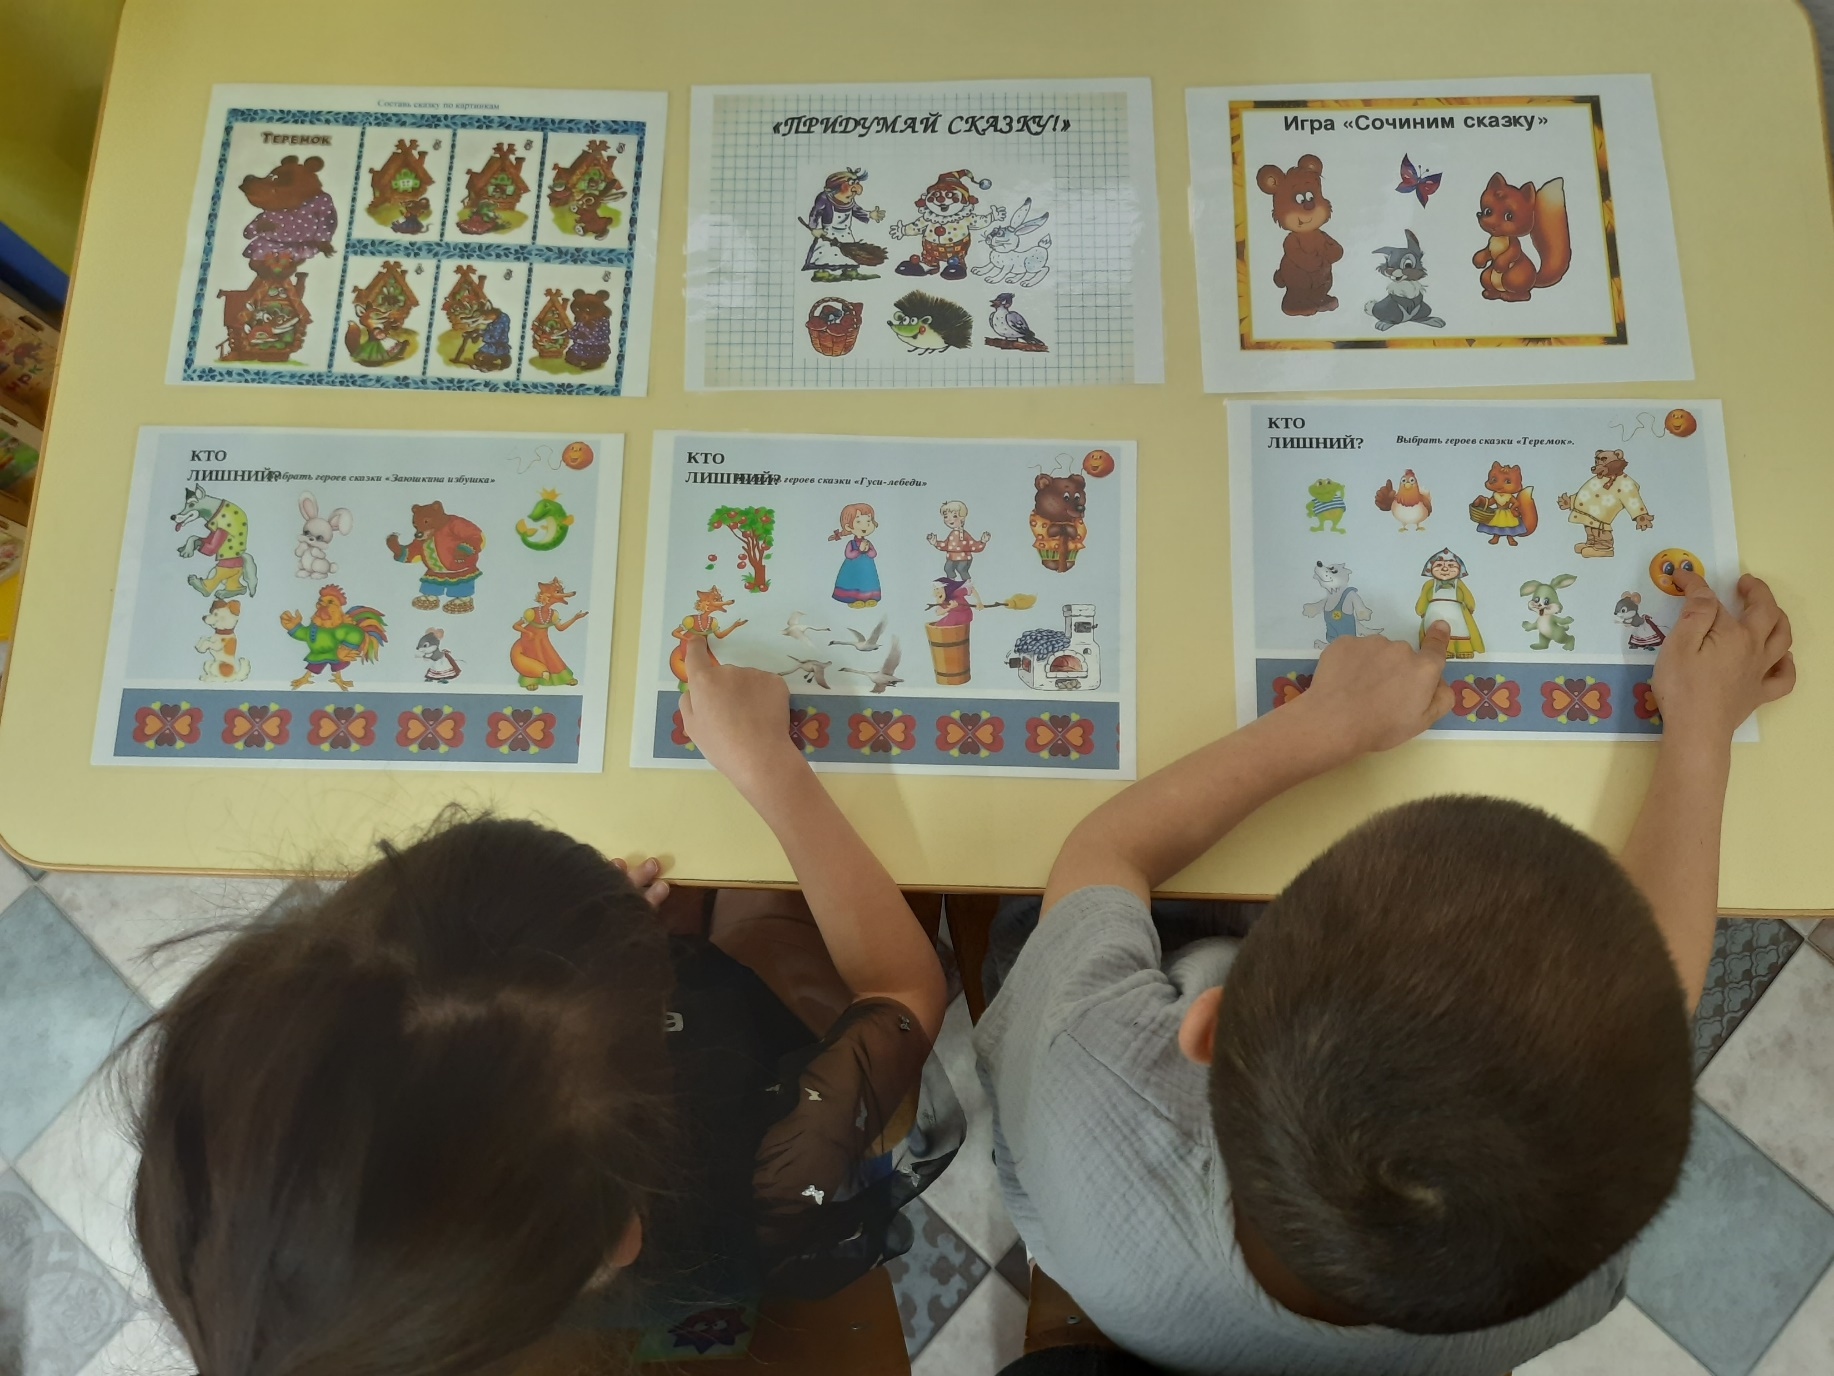 Составь сказку по картинкам
ТЕРЕМОК
«ПРИДУМАЙ СКАЗКУ!»
Игра «Сочиним сказку»
КТО
ЛИШНИЙ?
брать героев сказки «Заюшкина избушка»
КТО
ЛИШНИЙ?
героев сказки «Гуси-лебеди»
КТО
ЛИШНИЙ?
Выбрать героев сказки «Теремок».